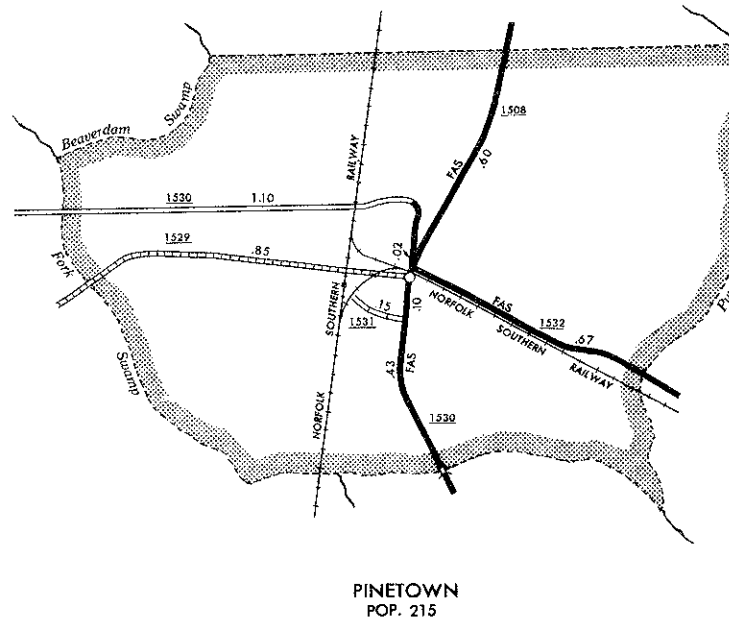 Swamp
Beaverdam
1508
RAILWAY
FAS
.60
1530
1.10
1529
.85
.02
Fork
FAS
NORFOLK
SOUTHERN
RAILWAY
1532
.67
.15
1531
.10
SOUTHERN
NORFOLK
FAS
.43
1530
Swamp
PINETOWN
POP. 215